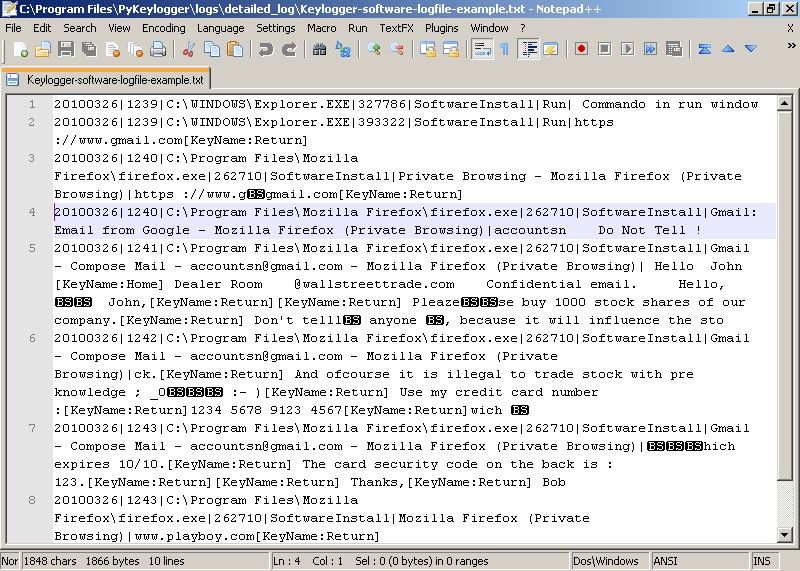 C:\Program Files\PyKeylogger\logs\detailed_log\Keylogger-software-logfile-example.txt - Notepad++
File Edit Search View Encoding Language Settings Macro Run TextFX Plugins Window ? X
Keylogger-software-logfile-example.txt
1 20100326|1239|C:\WINDOWS\Explorer.EXE|327786|SoftwareInstall|Run| Commando in run window
2 20100326|1239|C:\WINDOWS\Explorer.EXE|393322|SoftwareInstall|Run|https
://www.gmail.com[KeyName:Return]
3 20100326|1240|C:\Program Files\Mozilla
Firefox\firefox.exe|262710|SoftwareInstall|Private Browsing - Mozilla Firefox (Private
Browsing)|https ://www.gBSgmail.com[KeyName:Return]
4 20100326|1240|C:\Program Files\Mozilla Firefox\firefox.exe|262710|SoftwareInstall|Gmail:
Email from Google - Mozilla Firefox (Private Browsing)|accountsn    Do Not Tell !
5 20100326|1241|C:\Program Files\Mozilla Firefox\firefox.exe|262710|SoftwareInstall|Gmail
- Compose Mail - accountsn@gmail.com - Mozilla Firefox (Private Browsing)| Hello  John
[KeyName:Home] Dealer Room    @wallstreettrade.com   Confidential email.    Hello,
BSBS  John,[KeyName:Return][KeyName:Return] PleazeBSBSse buy 1000 stock shares of our
company.[KeyName:Return] Don't telllBS anyone BS, because it will influence the sto
6 20100326|1242|C:\Program Files\Mozilla Firefox\firefox.exe|262710|SoftwareInstall|Gmail
- Compose Mail - accountsn@gmail.com - Mozilla Firefox (Private
Browsing)|ck.[KeyName:Return] And ofcourse it is illegal to trade stock with pre
knowledge ; _OBSBSBS :- )[KeyName:Return] Use my credit card number
:[KeyName:Return]1234 5678 9123 4567[KeyName:Return]wich BS
7 20100326|1243|C:\Program Files\Mozilla Firefox\firefox.exe|262710|SoftwareInstall|Gmail
- Compose Mail - accountsn@gmail.com - Mozilla Firefox (Private Browsing)|BSBSBShich
expires 10/10.[KeyName:Return] The card security code on the back is :
123.[KeyName:Return][KeyName:Return] Thanks,[KeyName:Return] Bob
8 20100326|1243|C:\Program Files\Mozilla
Firefox\firefox.exe|262710|SoftwareInstall|Mozilla Firefox (Private
Browsing)|www.playboy.com[KeyName:Return]
Nor 1848 chars 1866 bytes 10 lines Ln : 4 Col : 1 Sel : 0 (0 bytes) in 0 ranges Dos\Windows ANSI INS